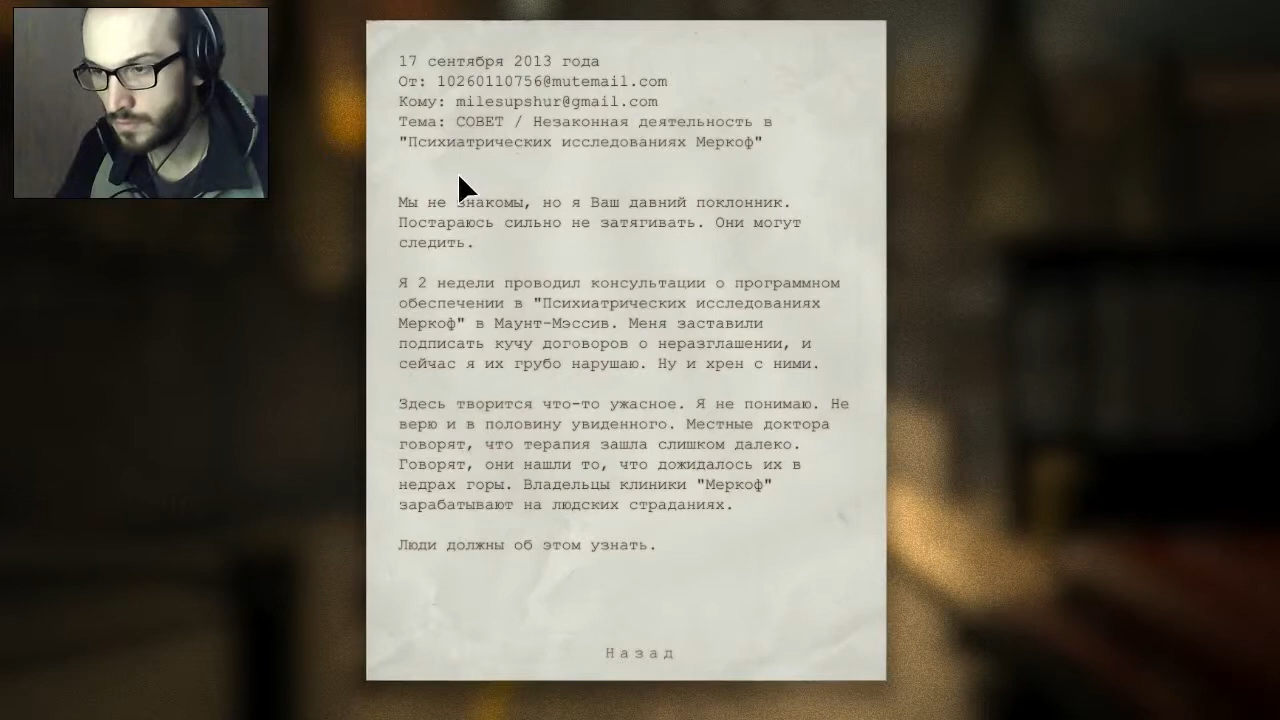 17 сентября 2013 года
От: 10260110756@mutemail.com
Кому: milesupshur@gmail.com
Тема: СОВЕТ / Незаконная деятельность в
"Психиатрических исследованиях Меркоф"
Мы не знакомы, но я Ваш давний поклонник.
Постараюсь сильно не затягивать. Они могут
следить.
Я 2 недели проводил консультации о программном
обеспечении в "Психиатрических исследованиях
Меркоф" в Маунт-Мэссив. Меня заставили
подписать кучу договоров о неразглашении, и
сейчас я их грубо нарушаю. Ну и хрен с ними.
Здесь творится что-то ужасное. Я не понимаю. Не
верю и в половину увиденного. Местные доктора
говорят, что терапия зашла слишком далеко.
Говорят, они нашли то, что дожидалось их в
недрах горы. Владельцы клиники "Меркоф"
зарабатывают на людских страданиях.
Люди должны об этом узнать.
Назад